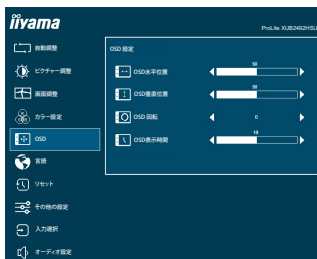 iiyama
ProLite XUB2492HSU
自動調整
ピクチャー調整
画面調整
カラー設定
OSD
言語
リセット
その他の設定
入力選択
オーディオ設定
OSD 設定
OSD水平位置
50
OSD垂直位置
50
OSD 回転
0
OSD表示時間
10